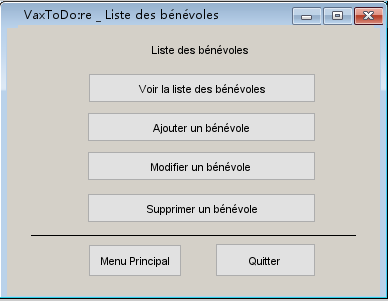 VaxToDo:re _ Liste des bénévoles
Liste des bénévoles
Voir la liste des bénévoles
Ajouter un bénévole
Modifier un bénévole
Supprimer un bénévole
Menu Principal
Quitter